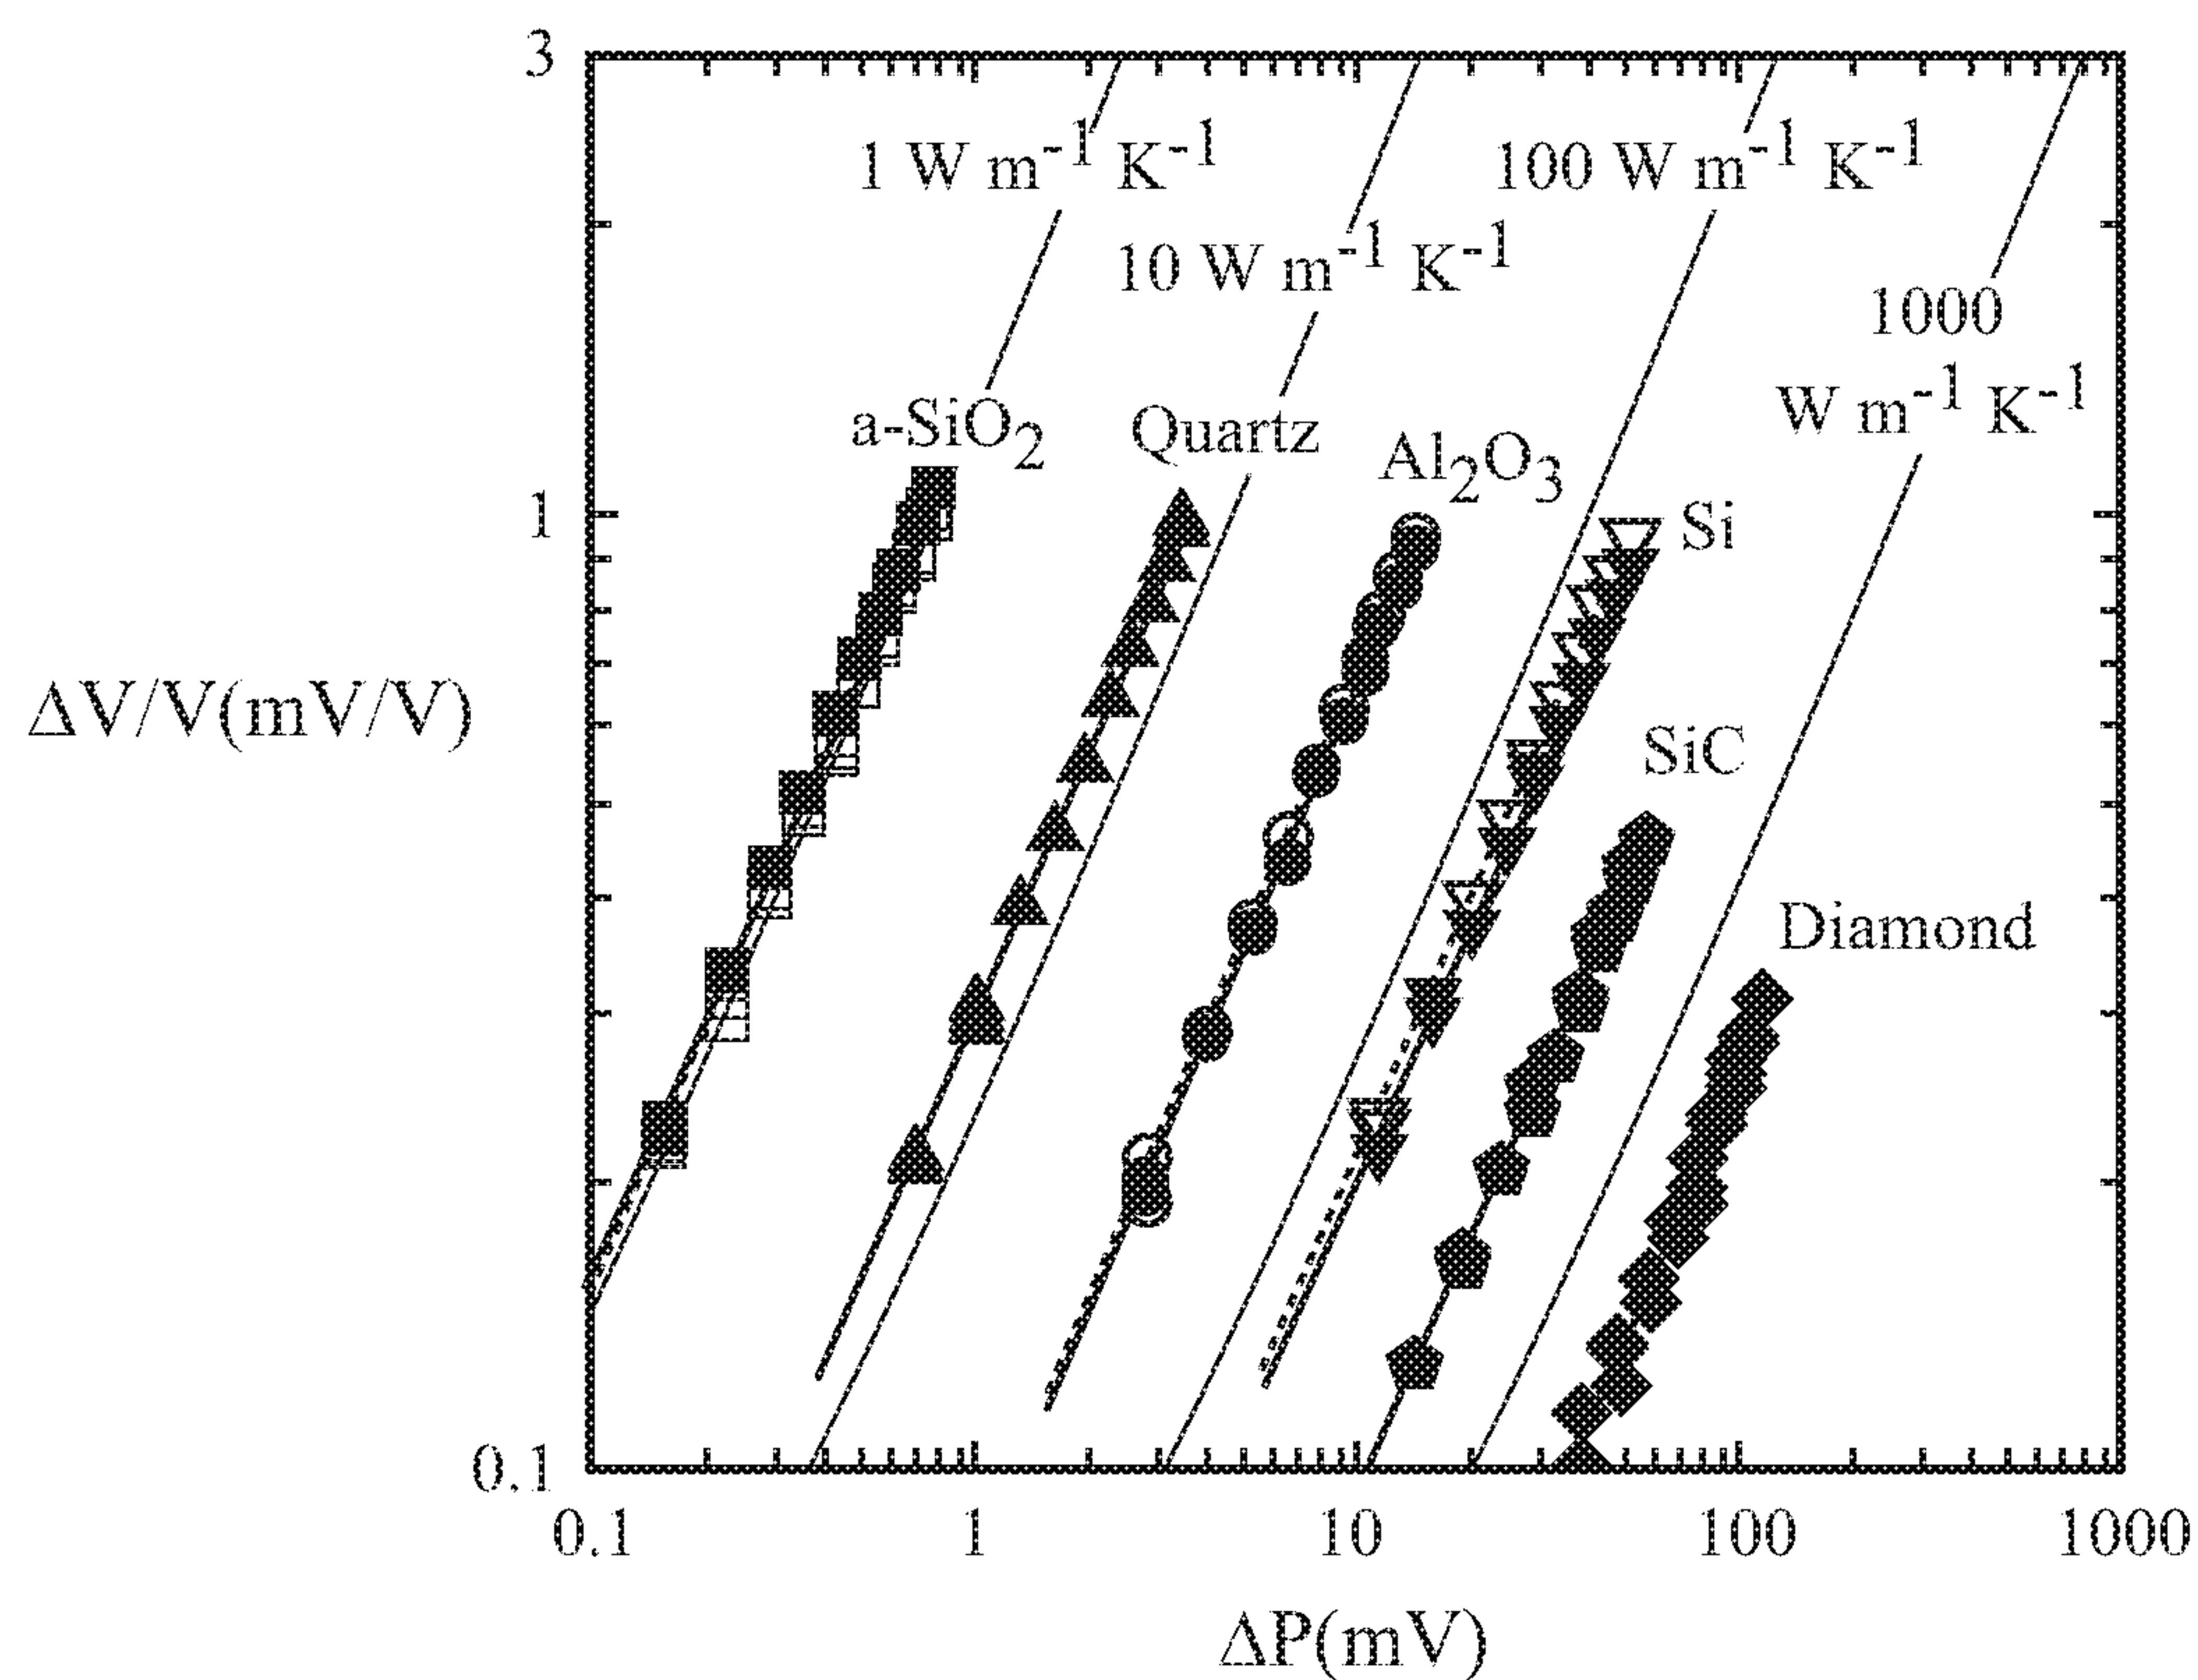 3
1 W m⁻¹ K⁻¹
100 W m⁻¹ K⁻¹
10 W m⁻¹ K⁻¹
1000
W m⁻¹ K⁻¹
a-SiO₂
Quartz
Al₂O₃
1
Si
ΔV/V(mV/V)
SiC
Diamond
0.1
0.1
1
10
100
1000
ΔP(mV)